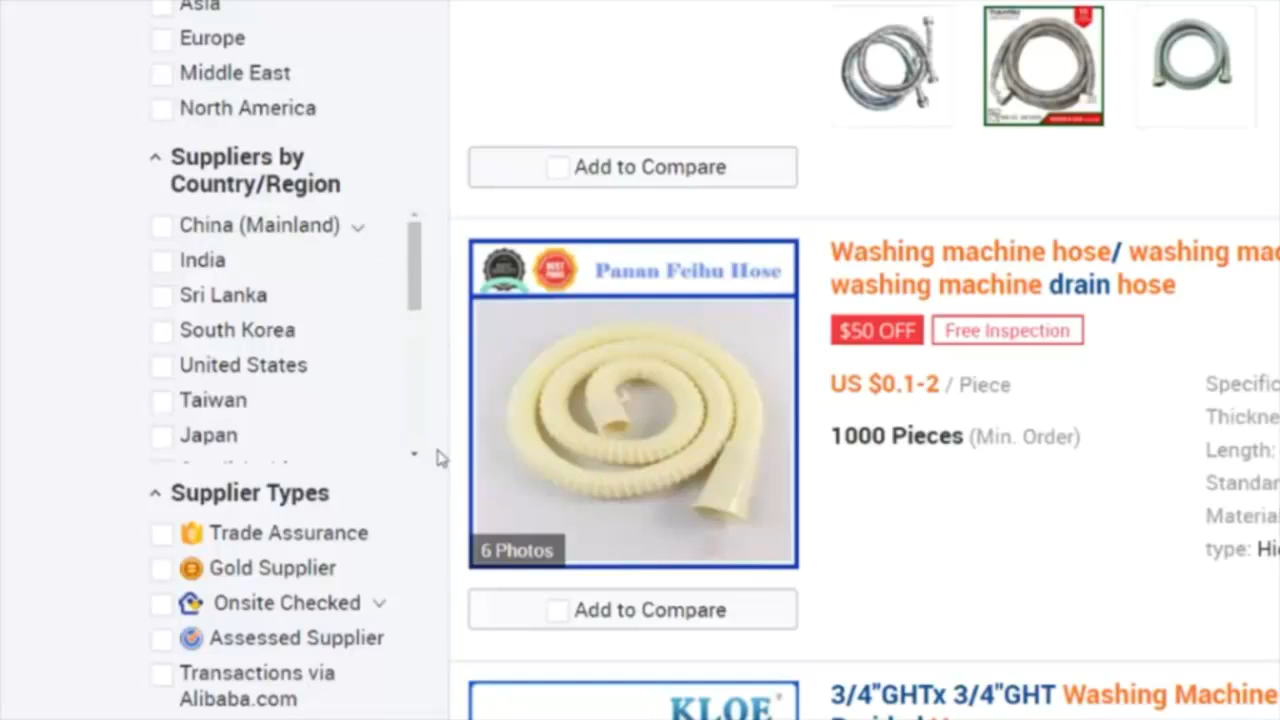 Asia
Europe
Middle East
North America
Suppliers by
Country/Region
China (Mainland)
India
Sri Lanka
South Korea
United States
Taiwan
Japan
Supplier Types
Trade Assurance
Gold Supplier
Onsite Checked
Assessed Supplier
Transactions via
Alibaba.com
Add to Compare
Panan Feihu Hose
6 Photos
Add to Compare
KLOE
Washing machine hose/ washing mac
washing machine drain hose
$50 OFF
Free Inspection
US $0.1-2 / Piece
1000 Pieces (Min. Order)
Specific
Thickne
Length:
Standar
Materia
type: Hi
3/4"GHTx 3/4"GHT Washing Machine